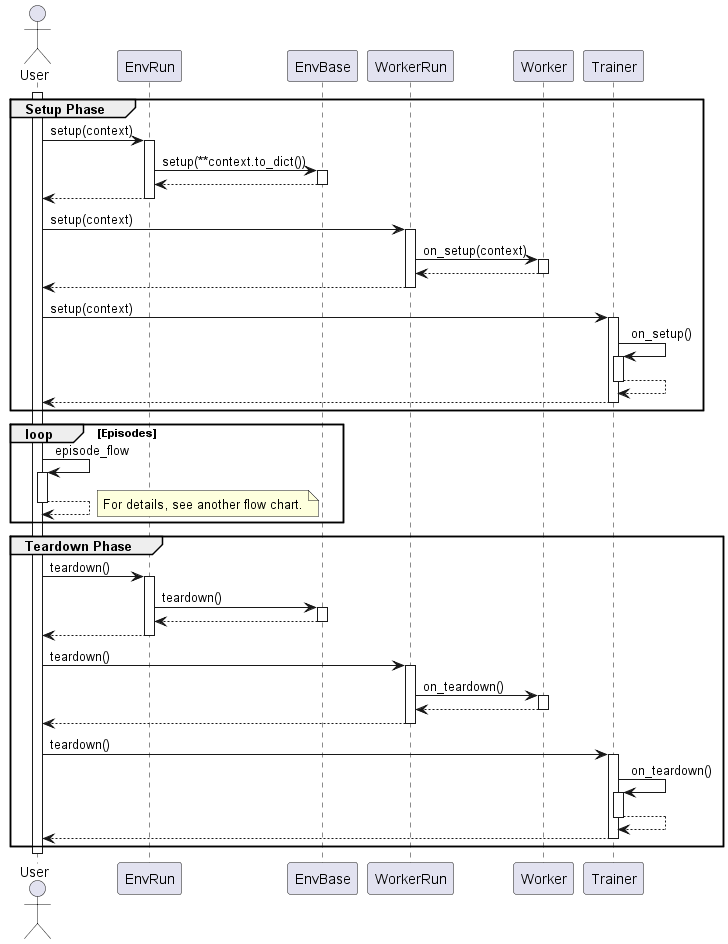 User
EnvRun
EnvBase
WorkerRun
Worker
Trainer
Setup Phase
setup(context)
setup(**context.to_dict())
setup(context)
on_setup(context)
setup(context)
on_setup()
loop
[Episodes]
episode_flow
For details, see another flow chart.
Teardown Phase
teardown()
teardown()
teardown()
on_teardown()
teardown()
on_teardown()
User
EnvRun
EnvBase
WorkerRun
Worker
Trainer